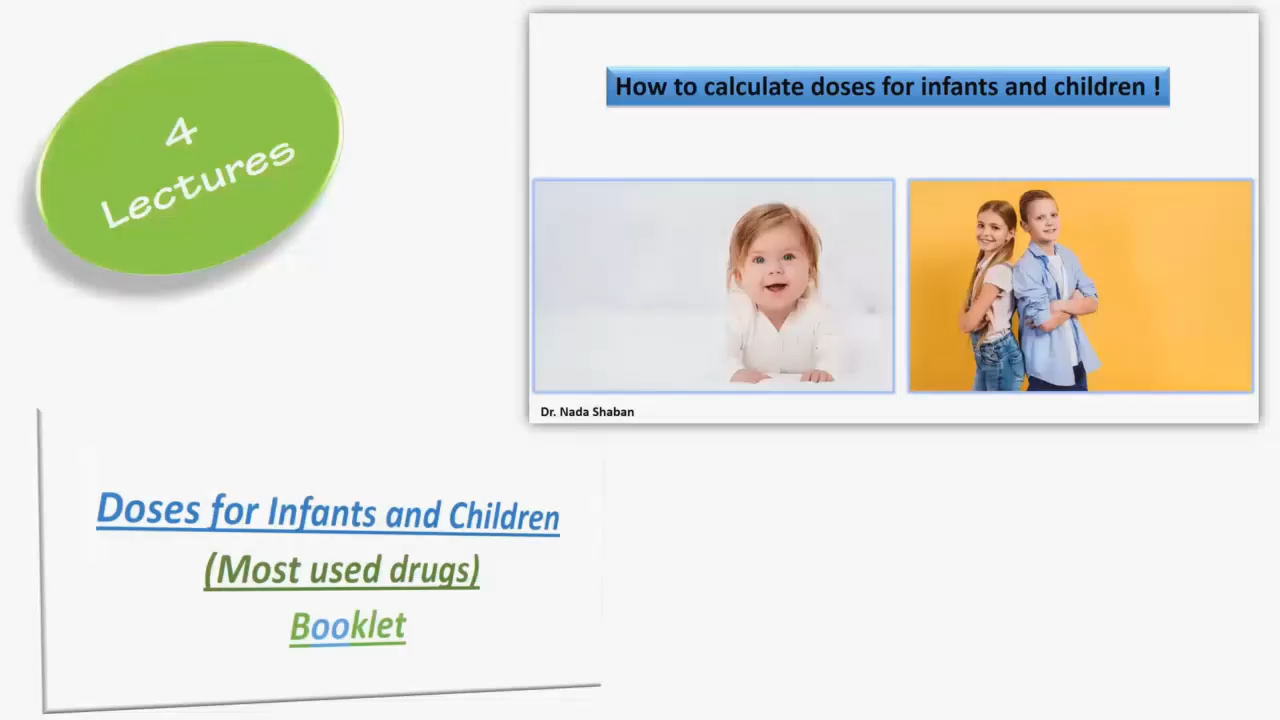 4
Lectures
How to calculate doses for infants and children !
Dr. Nada Shaban
Doses for Infants and Children
(Most used drugs)
Booklet